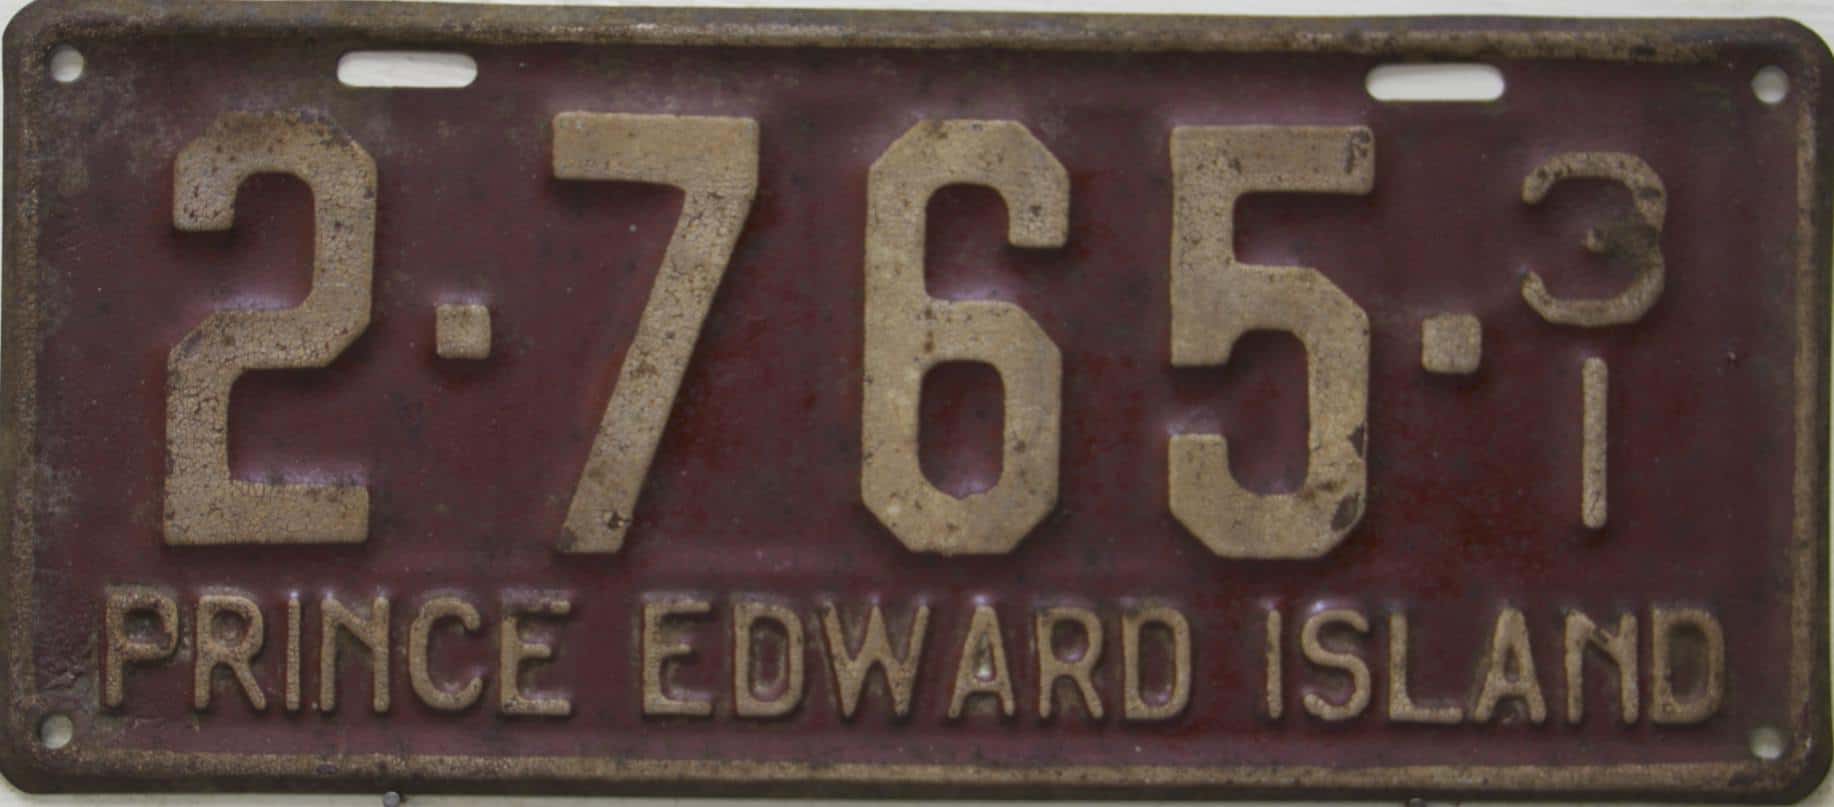 2·765·31
PRINCE EDWARD ISLAND